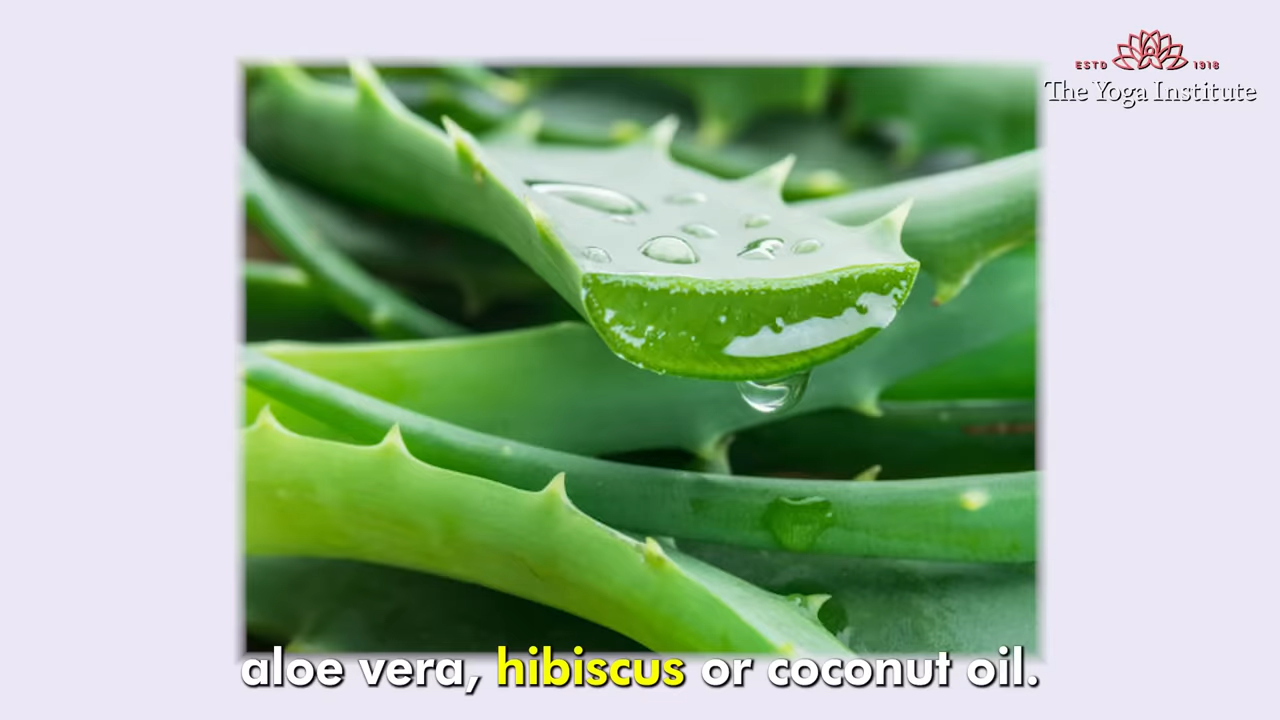 ESTD 1918
The Yoga Institute
aloe vera, hibiscus or coconut oil.